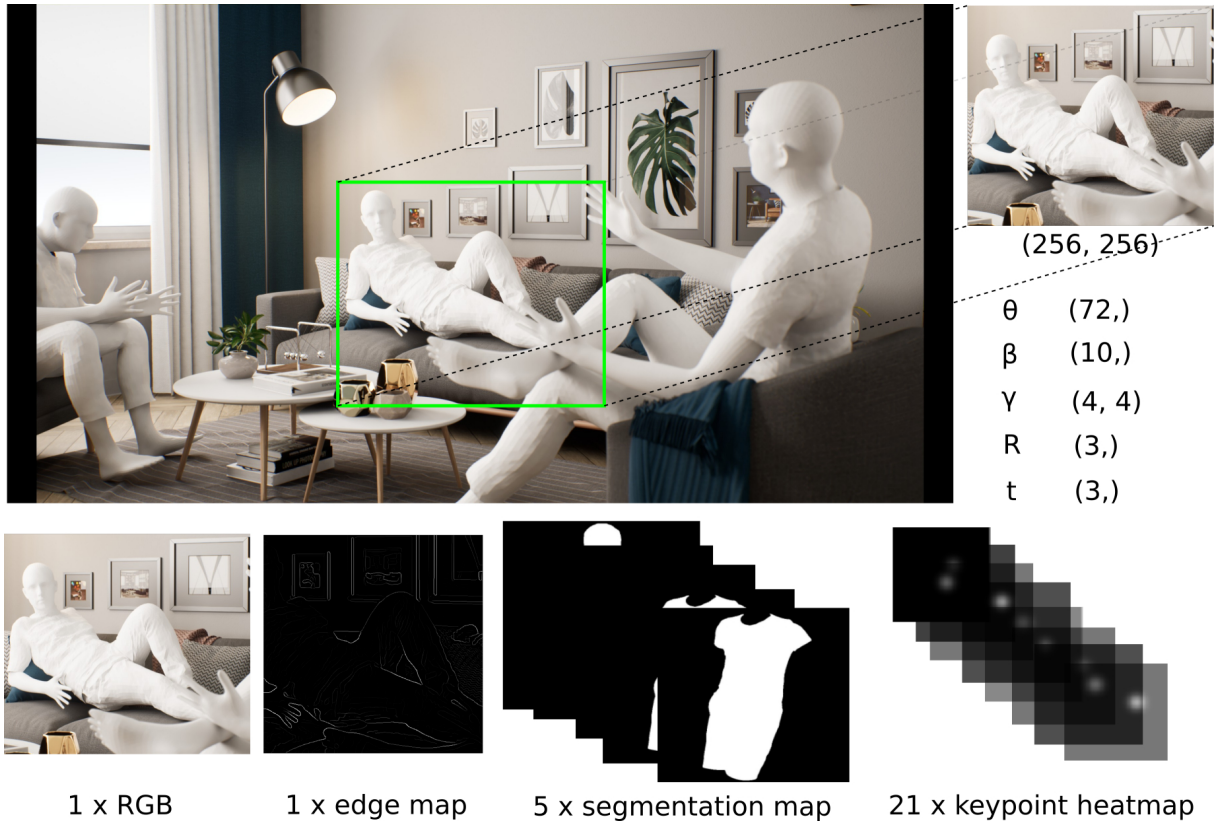 (256, 256)
θ (72,)
β (10,)
γ (4, 4)
R (3,)
t (3,)
1 x RGB
1 x edge map
5 x segmentation map
21 x keypoint heatmap